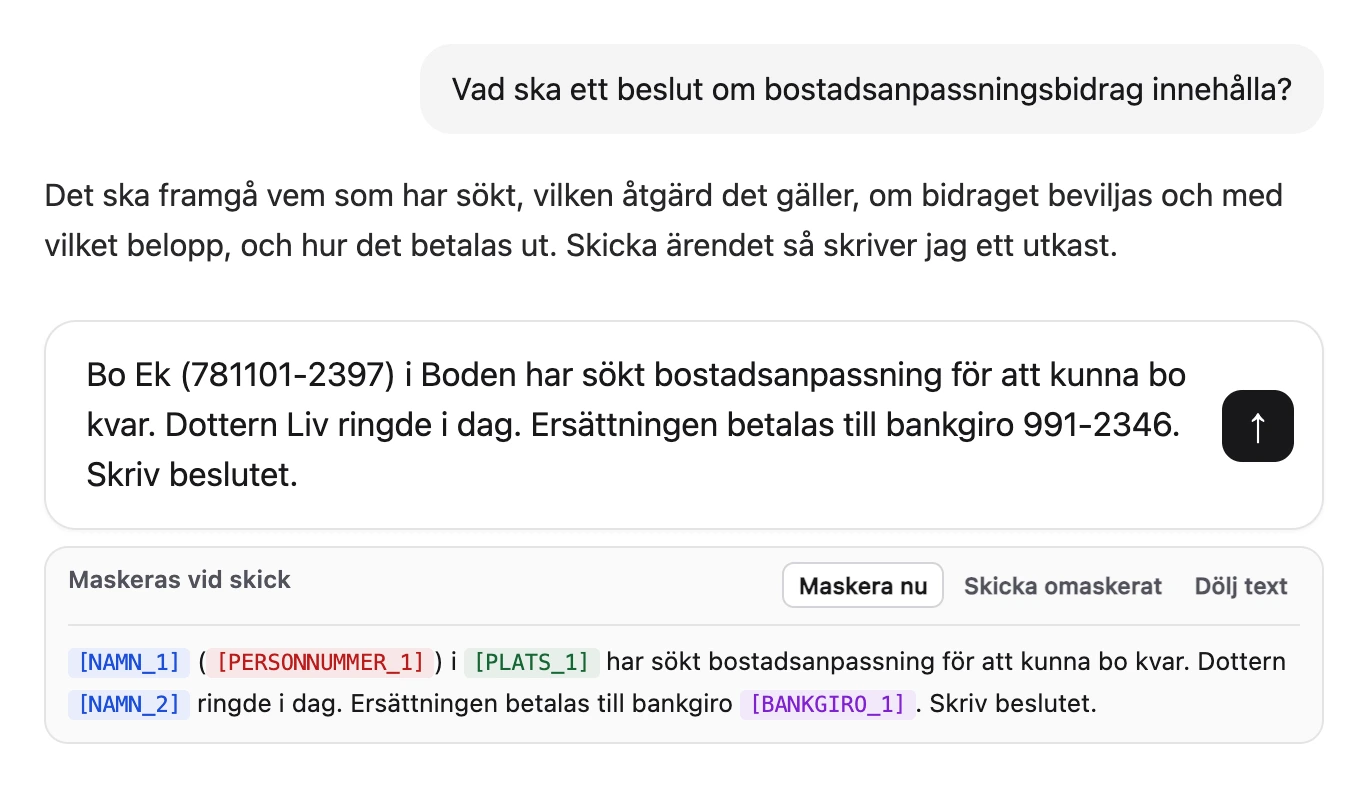 Vad ska ett beslut om bostadsanpassningsbidrag innehålla?
Det ska framgå vem som har sökt, vilken åtgärd det gäller, om bidraget beviljas och med
vilket belopp, och hur det betalas ut. Skicka ärendet så skriver jag ett utkast.
Bo Ek (781101-2397) i Boden har sökt bostadsanpassning för att kunna bo
kvar. Dottern Liv ringde i dag. Ersättningen betalas till bankgiro 991-2346.
Skriv beslutet.
↑
Maskeras vid skick
Maskera nu Skicka omaskerat Dölj text
[NAMN_1] ([PERSONNUMMER_1]) i [PLATS_1] har sökt bostadsanpassning för att kunna bo kvar. Dottern
[NAMN_2] ringde i dag. Ersättningen betalas till bankgiro [BANKGIRO_1]. Skriv beslutet.